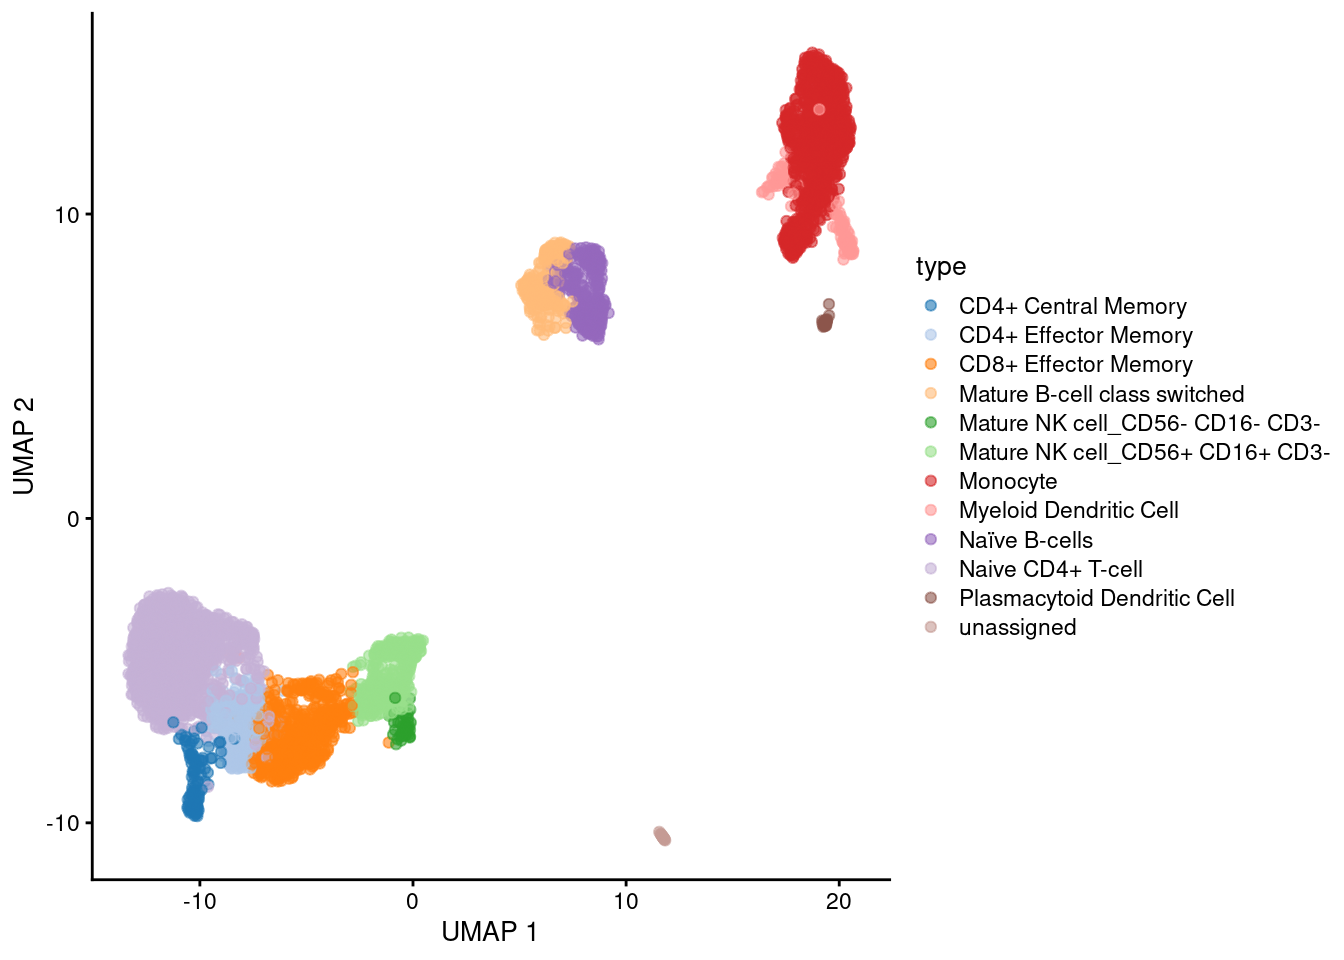 10
0
-10
UMAP 2
-10
0
10
20
UMAP 1
type
CD4+ Central Memory
CD4+ Effector Memory
CD8+ Effector Memory
Mature B-cell class switched
Mature NK cell_CD56- CD16- CD3-
Mature NK cell_CD56+ CD16+ CD3-
Monocyte
Myeloid Dendritic Cell
Naïve B-cells
Naive CD4+ T-cell
Plasmacytoid Dendritic Cell
unassigned